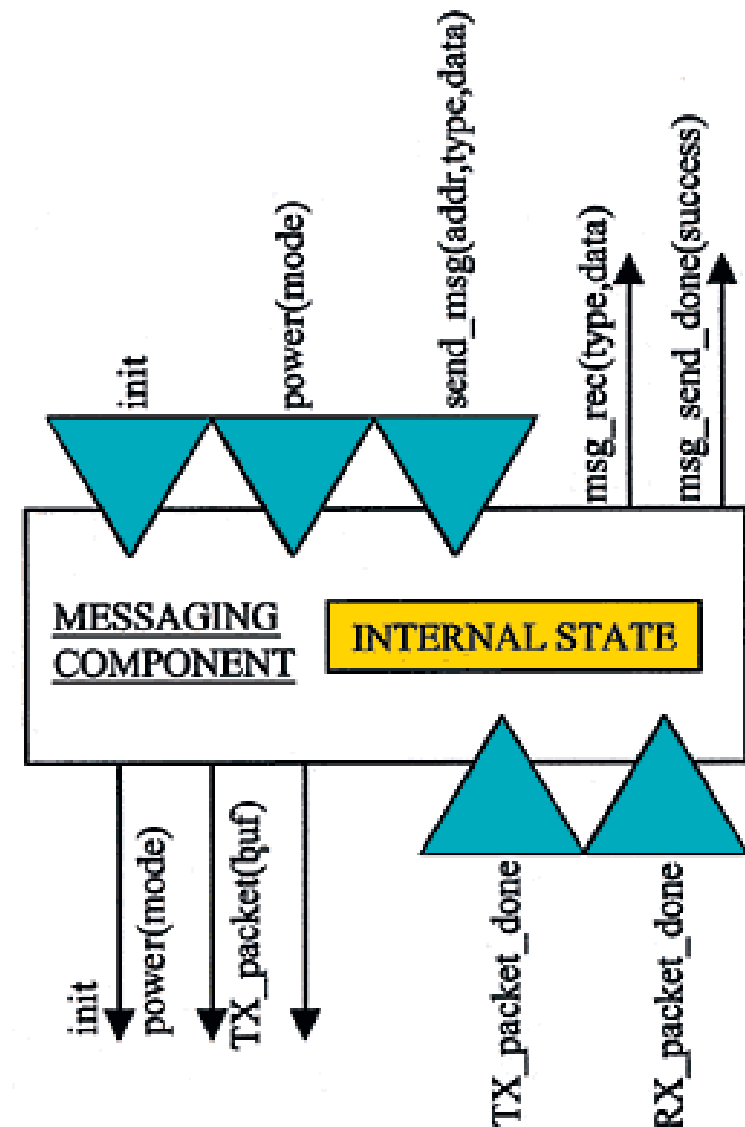 init
power(mode)
send_msg(addr,type,data)
msg_rec(type,data)
msg_send_done(success)
MESSAGING
COMPONENT
INTERNAL STATE
init
power(mode)
TX_packet(buf)
TX_packet_done
RX_packet_done